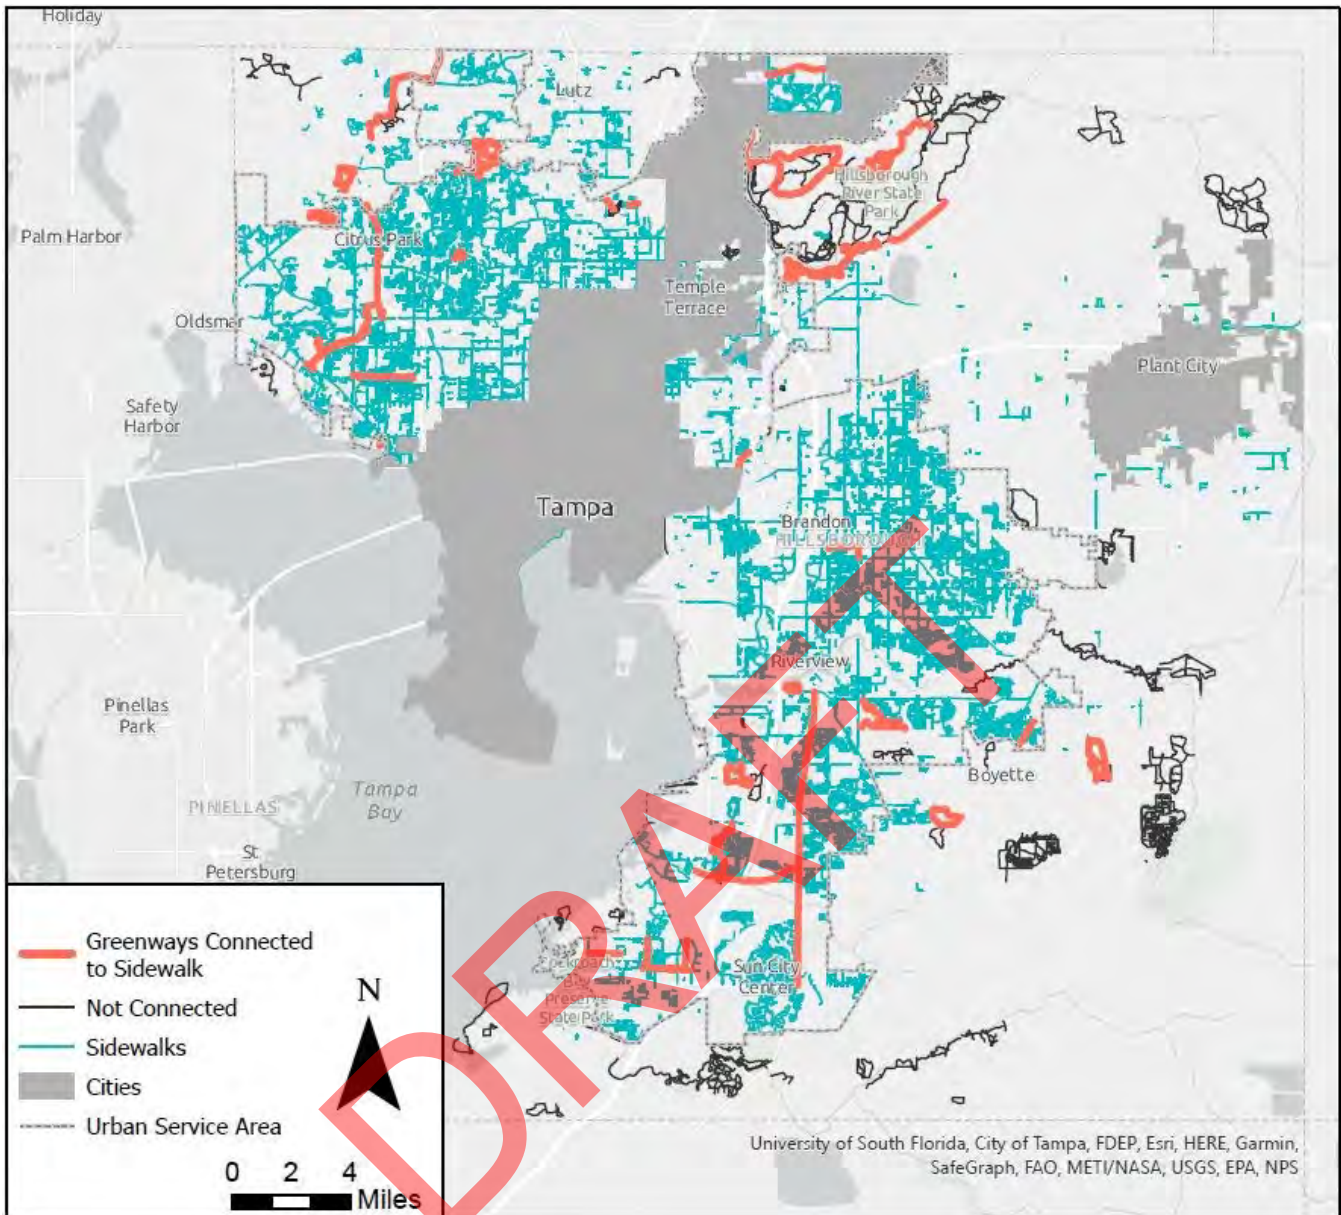 Holiday
Lutz
Hillsborough
River State
Park
Palm Harbor
Citrus Park
Temple
Terrace
Oldsmar
Plant City
Safety
Harbor
Tampa
Brandon
HILLSBOROUGH
Riverview
Pinellas
Park
Boyette
Tampa
Bay
PINELLAS
St
Petersburg
Sun City
Center
Bay
Preserve
State Park
DRAFT
Greenways Connected
to Sidewalk
Not Connected
Sidewalks
Cities
Urban Service Area
N
0 2 4
Miles
University of South Florida, City of Tampa, FDEP, Esri, HERE, Garmin,
SafeGraph, FAO, METI/NASA, USGS, EPA, NPS